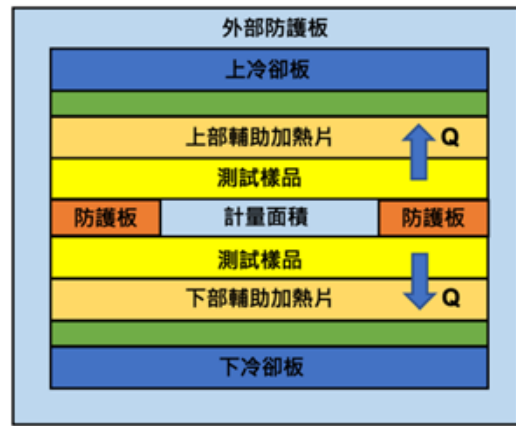 外部防護板
上冷卻板
上部輔助加熱片
Q
測試樣品
防護板
計量面積
防護板
測試樣品
下部輔助加熱片
Q
下冷卻板